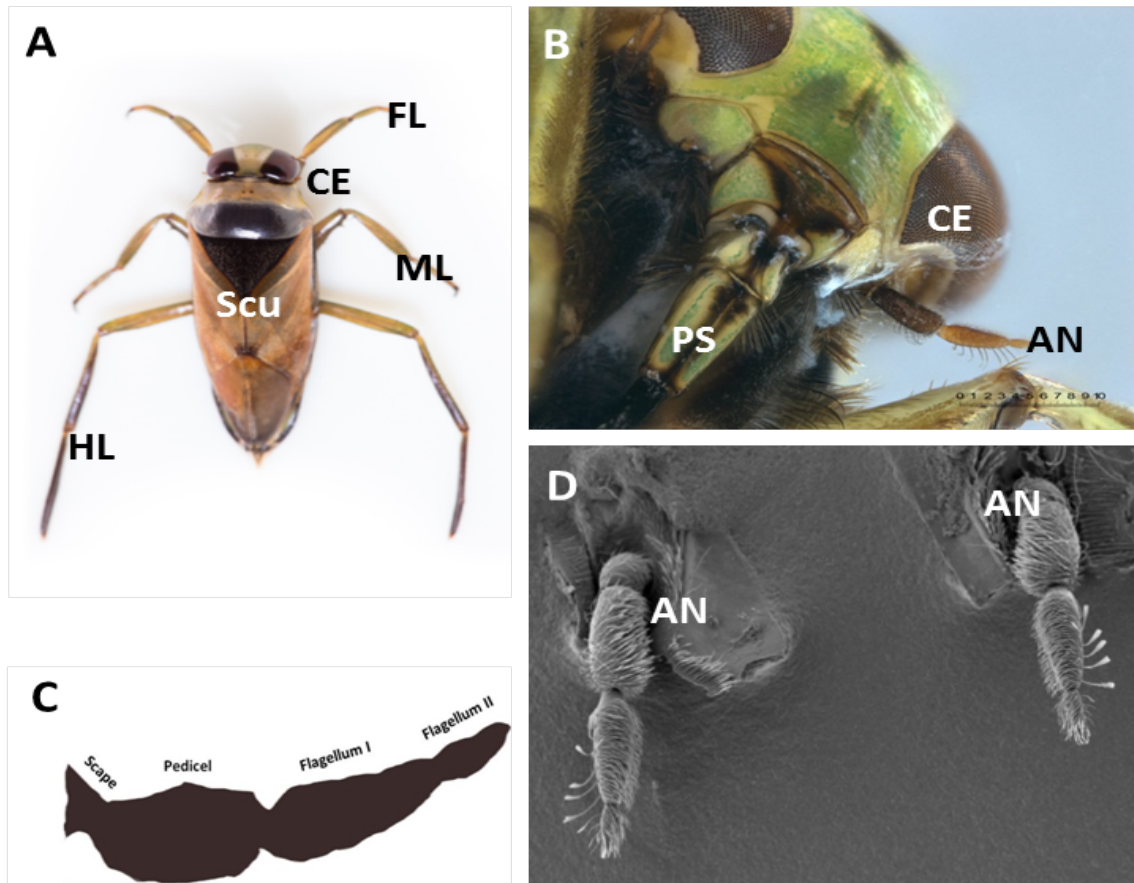 A
FL
CE
ML
Scu
HL
B
CE
PS
AN
0 1 2 3 4 5 6 7 8 9 10
C
Scape
Pedicel
Flagellum I
Flagellum II
D
AN
AN